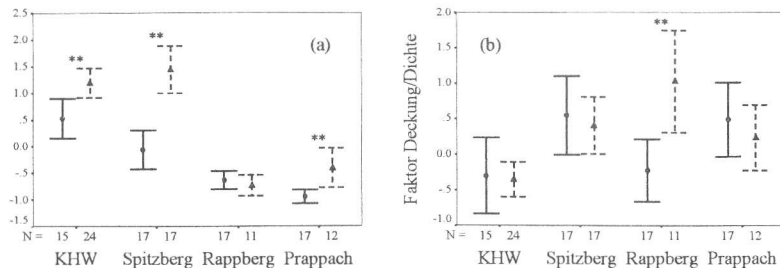 2.5
2.0
1.5
1.0
.5
0.0
-.5
-1.0
-1.5
** ** **
(a)
N = 15 24 17 17 17 11 17 12
KHW Spitzberg Rappberg Prappach
Faktor Deckung/Dichte
2.0
1.5
1.0
.5
0.0
-.5
-1.0
(b)
**
N = 15 24 17 17 17 11 17 12
KHW Spitzberg Rappberg Prappach